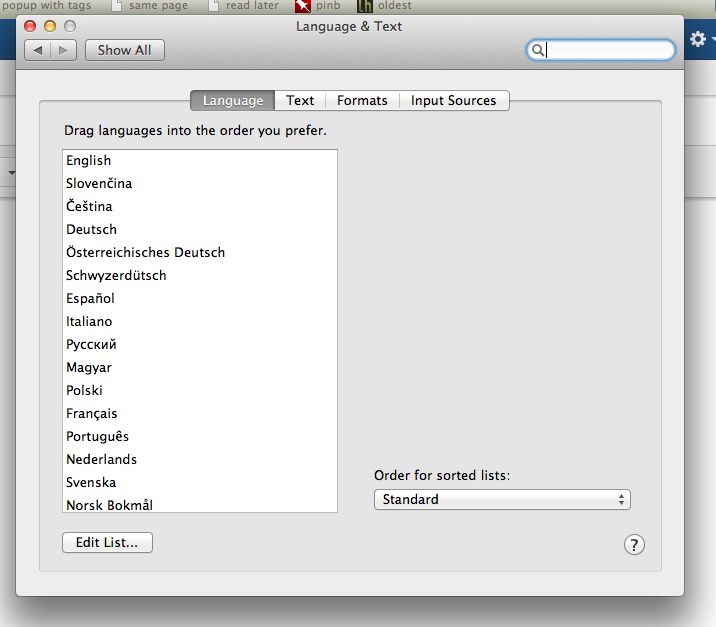 popup with tags same page read later pinb oldest
Language & Text
Show All
Language Text Formats Input Sources
Drag languages into the order you prefer.
English
Slovenčina
Čeština
Deutsch
Österreichisches Deutsch
Schwyzerdütsch
Español
Italiano
Русский
Magyar
Polski
Français
Português
Nederlands
Svenska
Norsk Bokmål
Order for sorted lists:
Standard
Edit List...
?